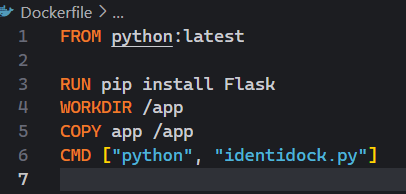 Dockerfile > ...
1 FROM python:latest
2
3 RUN pip install Flask
4 WORKDIR /app
5 COPY app /app
6 CMD ["python", "identidock.py"]
7